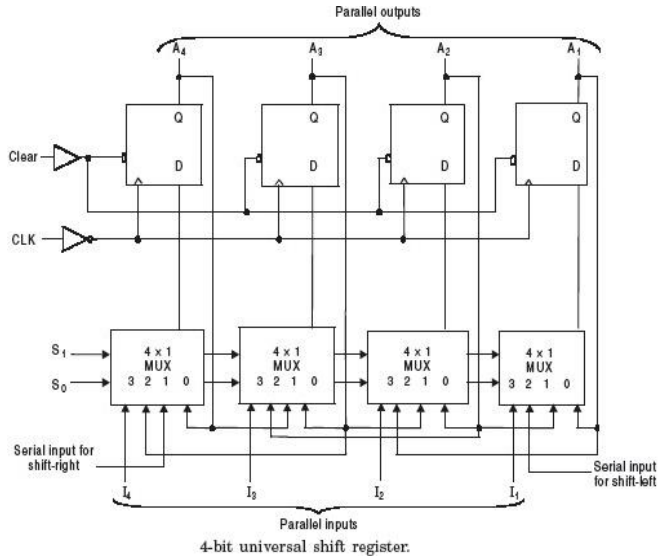 Parallel outputs
A4 A3 A2 A1
Q Q Q Q
D D D D
Clear
CLK
S1
S0
4 × 1 4 × 1 4 × 1 4 × 1
MUX MUX MUX MUX
3 2 1 0 3 2 1 0 3 2 1 0 3 2 1 0
Serial input for
shift-right
Serial input
for shift-left
I4 I3 I2 I1
Parallel inputs
4-bit universal shift register.